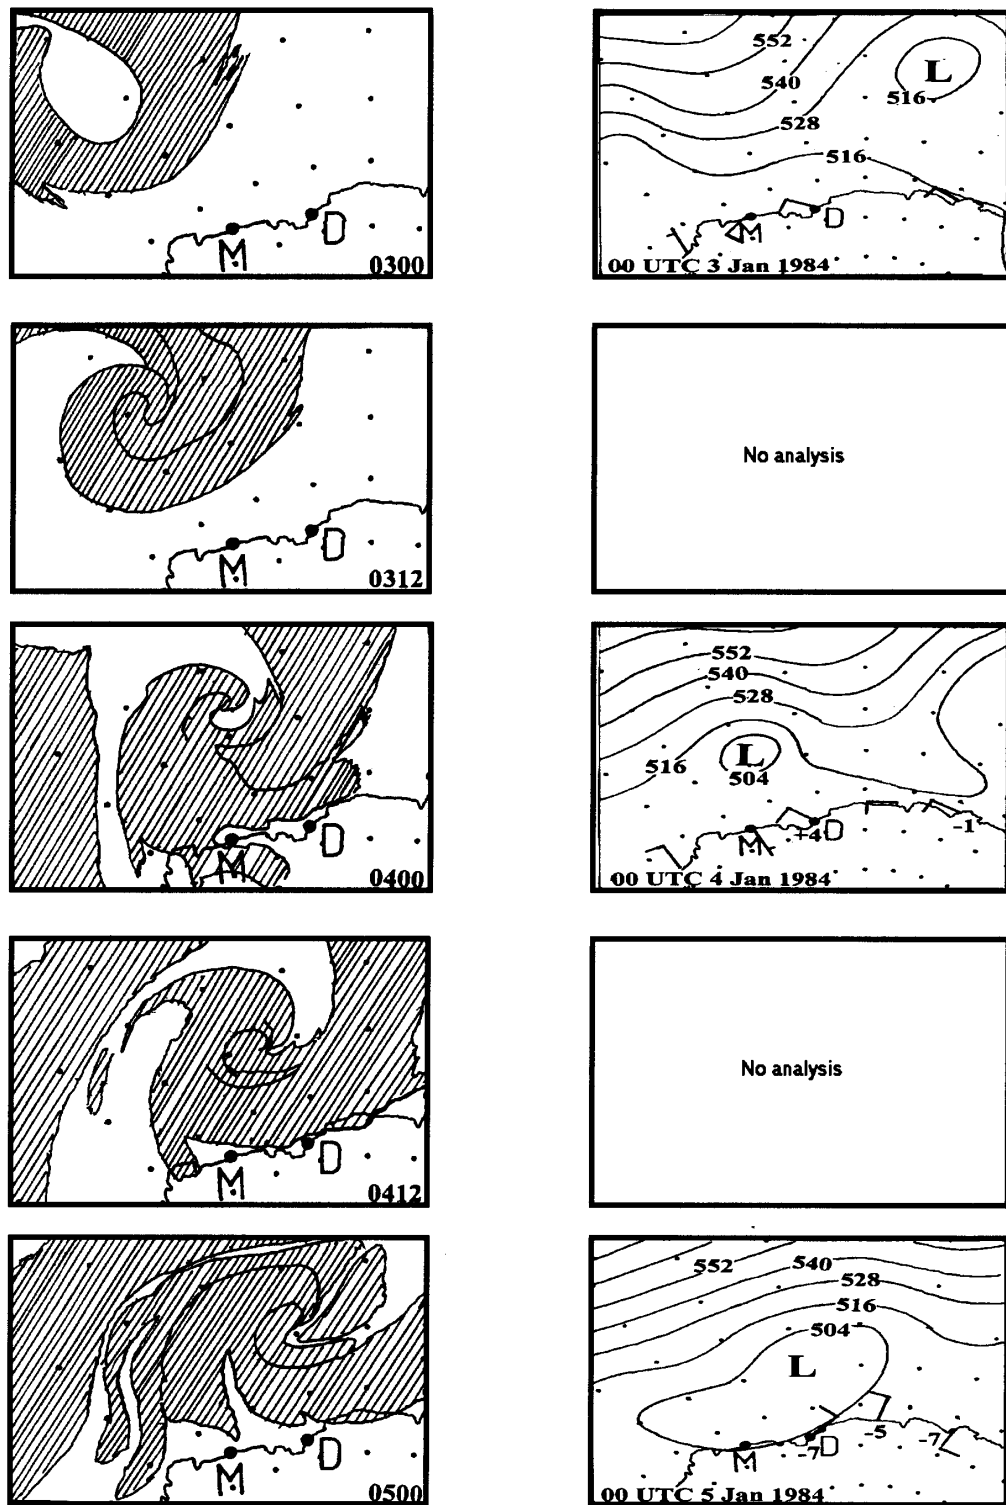 M
D
0300
552
540
528
516
L
516
M
D
00 UTC 3 Jan 1984
M
D
0312
No analysis
M
D
0400
552
540
528
516
L
504
M
+4
D
-1
00 UTC 4 Jan 1984
M
D
0412
No analysis
M
D
0500
552
540
528
516
504
L
M
-7
D
-5
-7
00 UTC 5 Jan 1984